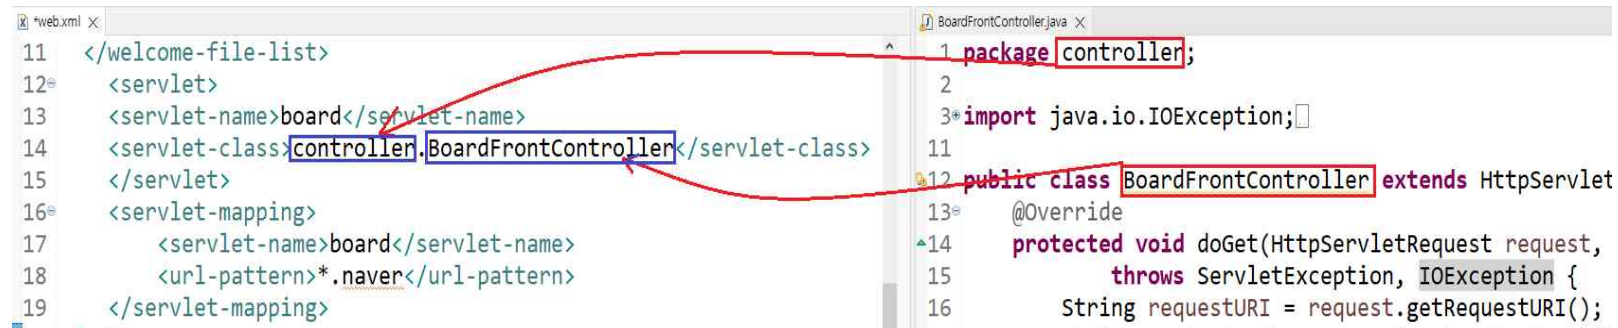 *web.xml
11 </welcome-file-list>
12 <servlet>
13 <servlet-name>board</servlet-name>
14 <servlet-class>controller.BoardFrontController</servlet-class>
15 </servlet>
16 <servlet-mapping>
17 <servlet-name>board</servlet-name>
18 <url-pattern>*.naver</url-pattern>
19 </servlet-mapping>
BoardFrontController.java
1 package controller;
2
3 import java.io.IOException;
11
12 public class BoardFrontController extends HttpServlet
13 @Override
14 protected void doGet(HttpServletRequest request,
15 throws ServletException, IOException {
16 String requestURI = request.getRequestURI();